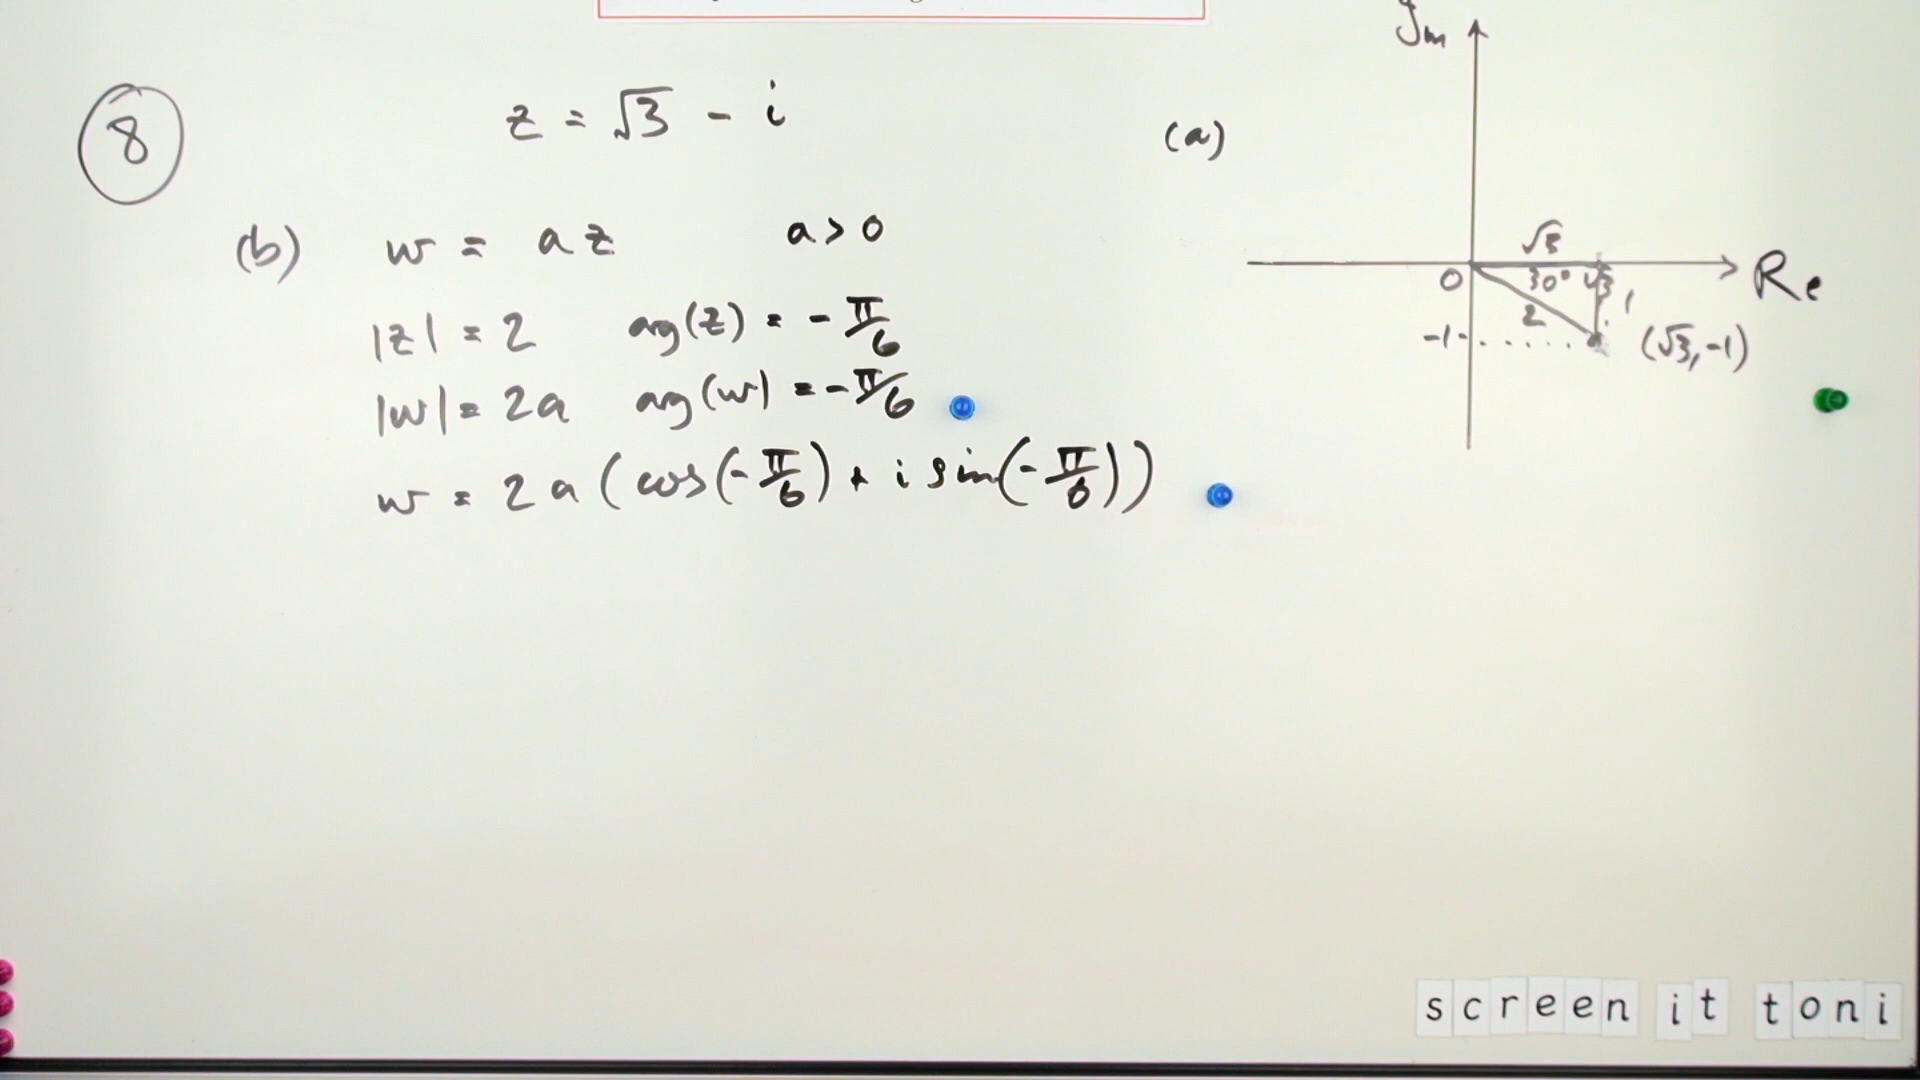 8
z = √3 - i
(a)
Im
Re
0
√3
30°
√3
1
2
-1
(√3, -1)
(b) w = a z a > 0
|z| = 2 arg(z) = -π/6
|w| = 2a arg(w) = -π/6
w = 2a (cos(-π/6) + i sin(-π/6))
screen it toni